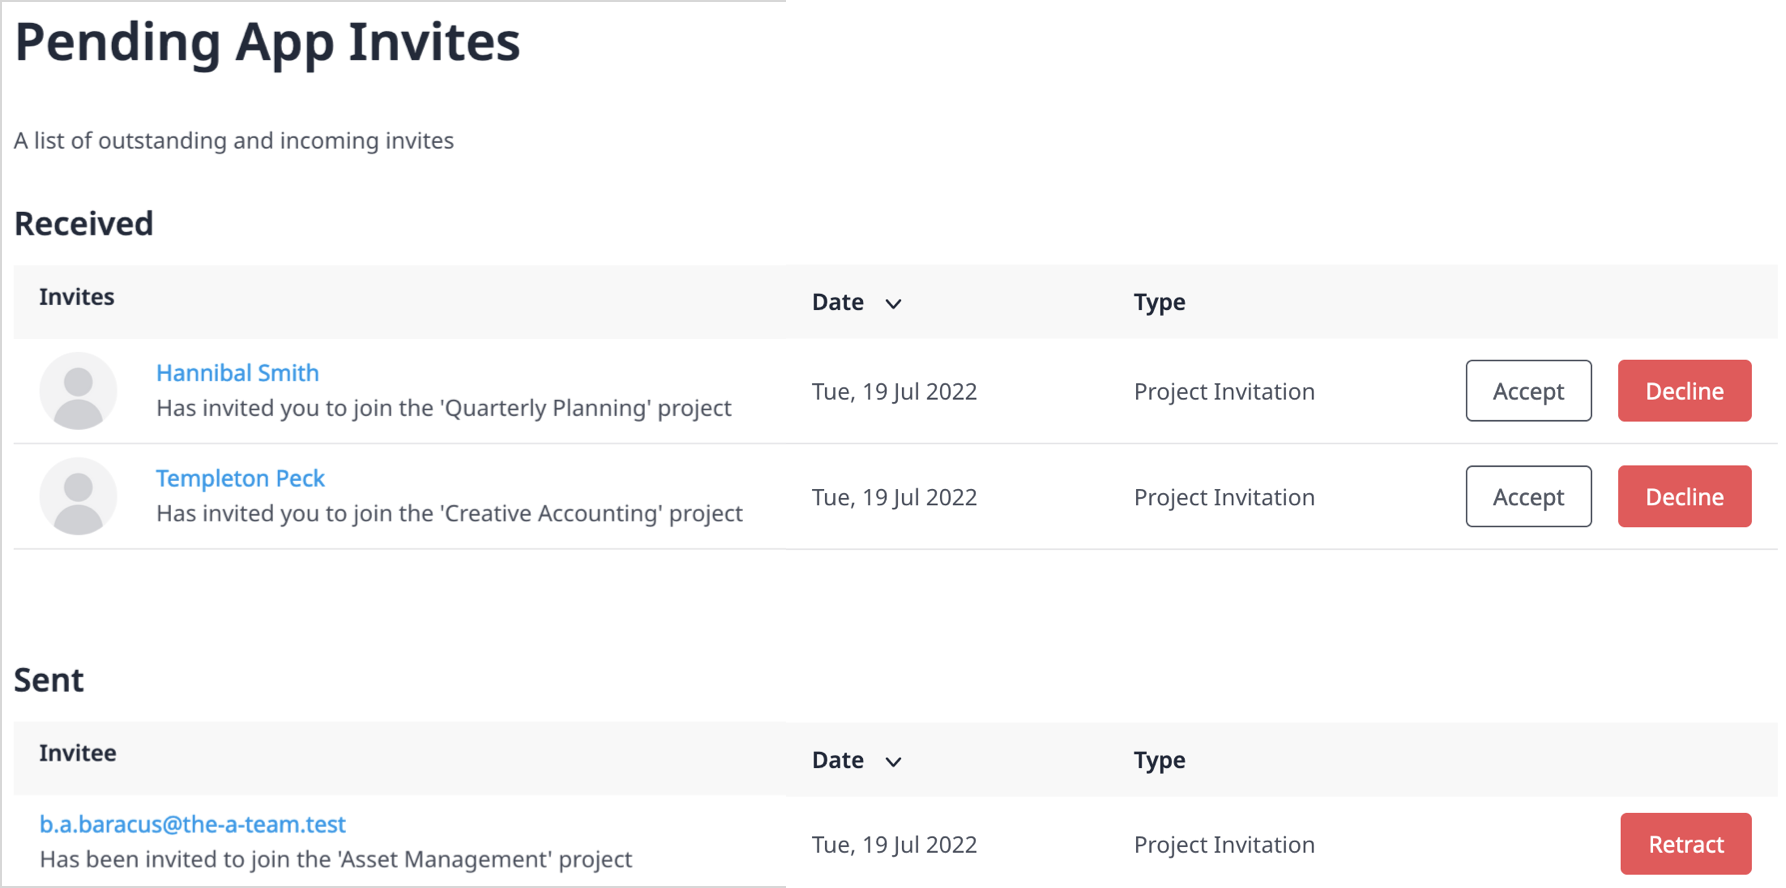 Pending App Invites
A list of outstanding and incoming invites
Received
Invites Date Type
Hannibal Smith
Has invited you to join the 'Quarterly Planning' project
Tue, 19 Jul 2022 Project Invitation Accept Decline
Templeton Peck
Has invited you to join the 'Creative Accounting' project
Tue, 19 Jul 2022 Project Invitation Accept Decline
Sent
Invitee Date Type
b.a.baracus@the-a-team.test
Has been invited to join the 'Asset Management' project
Tue, 19 Jul 2022 Project Invitation Retract